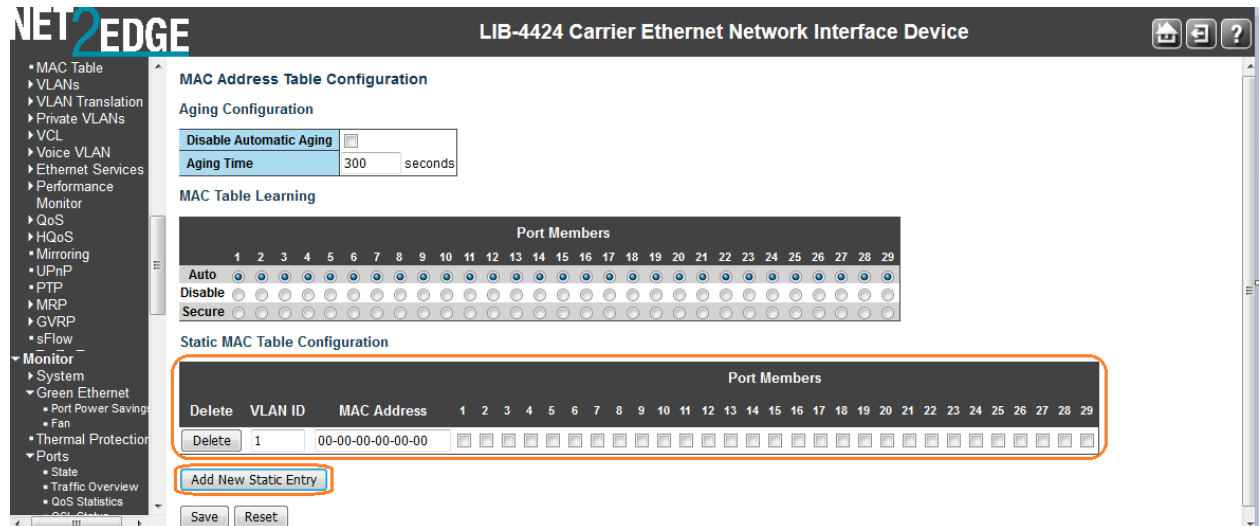 NET2EDGE
LIB-4424 Carrier Ethernet Network Interface Device
?
MAC Table
VLANs
VLAN Translation
Private VLANs
VCL
Voice VLAN
Ethernet Services
Performance
Monitor
QoS
HQoS
Mirroring
UPnP
PTP
MRP
GVRP
sFlow
Monitor
System
Green Ethernet
Port Power Savings
Fan
Thermal Protection
Ports
State
Traffic Overview
QoS Statistics
MAC Address Table Configuration
Aging Configuration
Disable Automatic Aging
Aging Time 300 seconds
MAC Table Learning
Port Members
1 2 3 4 5 6 7 8 9 10 11 12 13 14 15 16 17 18 19 20 21 22 23 24 25 26 27 28 29
Auto
Disable
Secure
Static MAC Table Configuration
Port Members
Delete VLAN ID MAC Address 1 2 3 4 5 6 7 8 9 10 11 12 13 14 15 16 17 18 19 20 21 22 23 24 25 26 27 28 29
Delete 1 00-00-00-00-00-00
Add New Static Entry
Save Reset